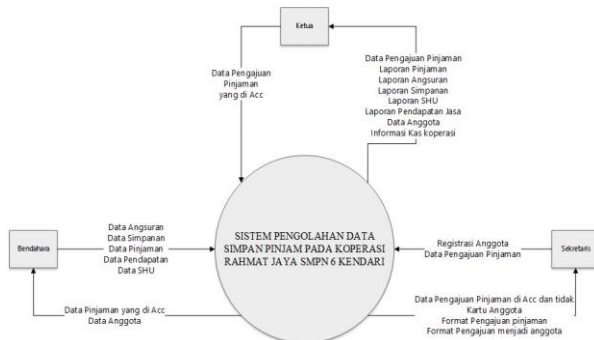 Ketua
Data Pengajuan
Pinjaman
yang di Acc
Data Pengajuan Pinjaman
Laporan Pinjaman
Laporan Angsuran
Laporan Simpanan
Laporan SHU
Laporan Pendapatan Jasa
Data Anggota
Informasi Kas koperasi
Bendahara
Data Angsuran
Data Simpanan
Data Pinjaman
Data Pendapatan
Data SHU
SISTEM PENGOLAHAN DATA
SIMPAN PINJAM PADA KOPERASI
RAHMAT JAYA SMPN 6 KENDARI
Registrasi Anggota
Data Pengajuan Pinjaman
Sekretaris
Data Pinjaman yang di Acc
Data Anggota
Data Pengajuan Pinjaman di Acc dan tidak
Kartu Anggota
Format Pengajuan pinjaman
Format Pengajuan menjadi anggota